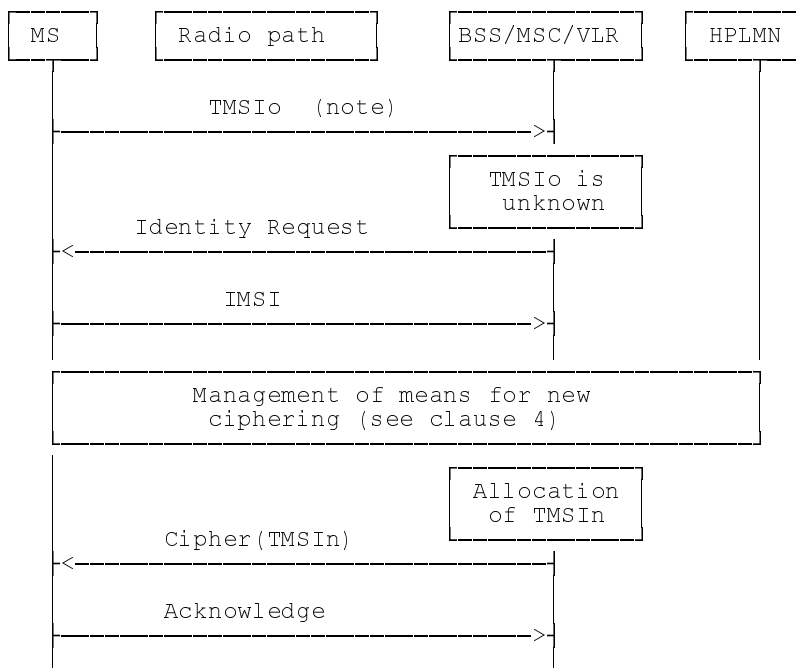 MS Radio path BSS/MSC/VLR HPLMN
TMSIo (note)
TMSIo is
unknown
Identity Request
IMSI
Management of means for new
ciphering (see clause 4)
Allocation
of TMSIn
Cipher(TMSIn)
Acknowledge